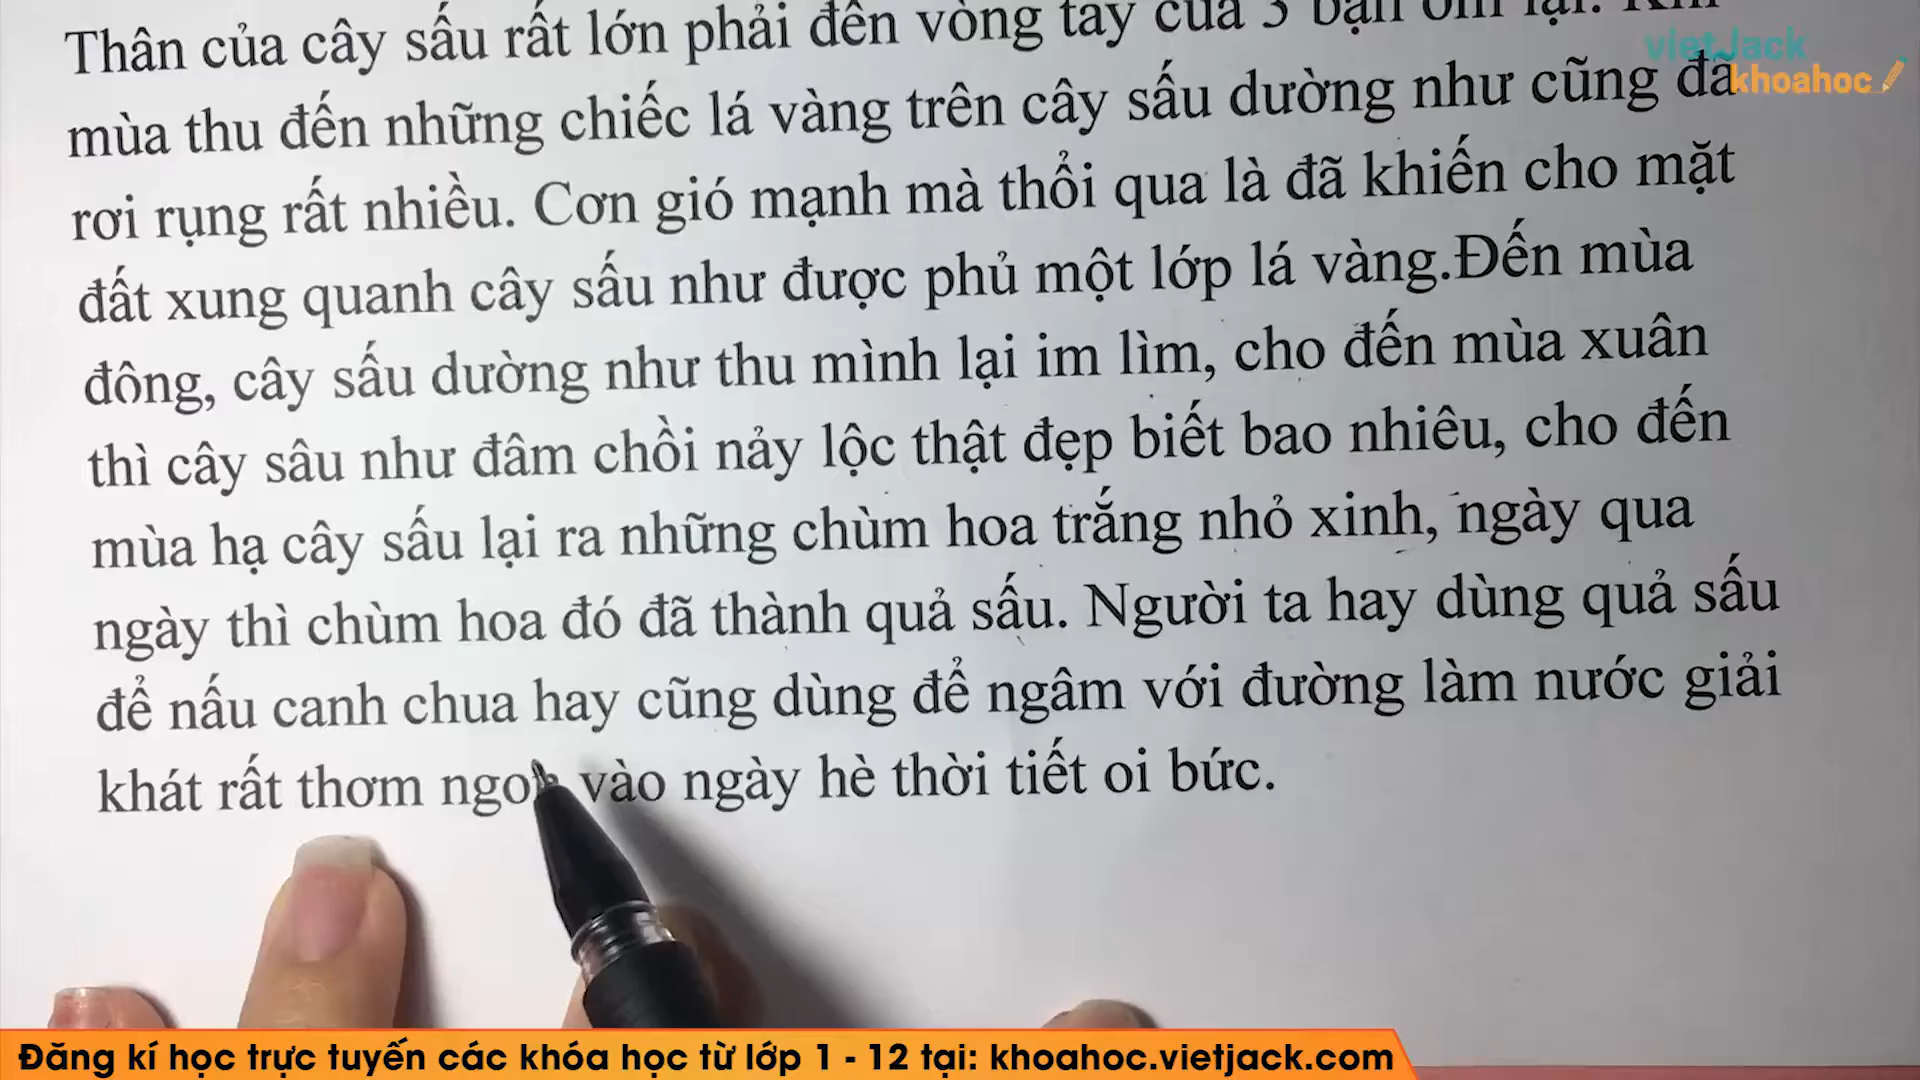 Thân của cây sấu rất lớn phải đến vòng tay của 3 bạn ôm lại. Khi
vietJack
mùa thu đến những chiếc lá vàng trên cây sấu dường như cũng đã
khoahoc
rơi rụng rất nhiều. Cơn gió mạnh mà thổi qua là đã khiến cho mặt
đất xung quanh cây sấu như được phủ một lớp lá vàng.Đến mùa
đông, cây sấu dường như thu mình lại im lìm, cho đến mùa xuân
thì cây sâu như đâm chồi nảy lộc thật đẹp biết bao nhiêu, cho đến
mùa hạ cây sấu lại ra những chùm hoa trắng nhỏ xinh, ngày qua
ngày thì chùm hoa đó đã thành quả sấu. Người ta hay dùng quả sấu
để nấu canh chua hay cũng dùng để ngâm với đường làm nước giải
khát rất thơm ngon vào ngày hè thời tiết oi bức.
Đăng kí học trực tuyến các khóa học từ lớp 1 - 12 tại: khoahoc.vietjack.com